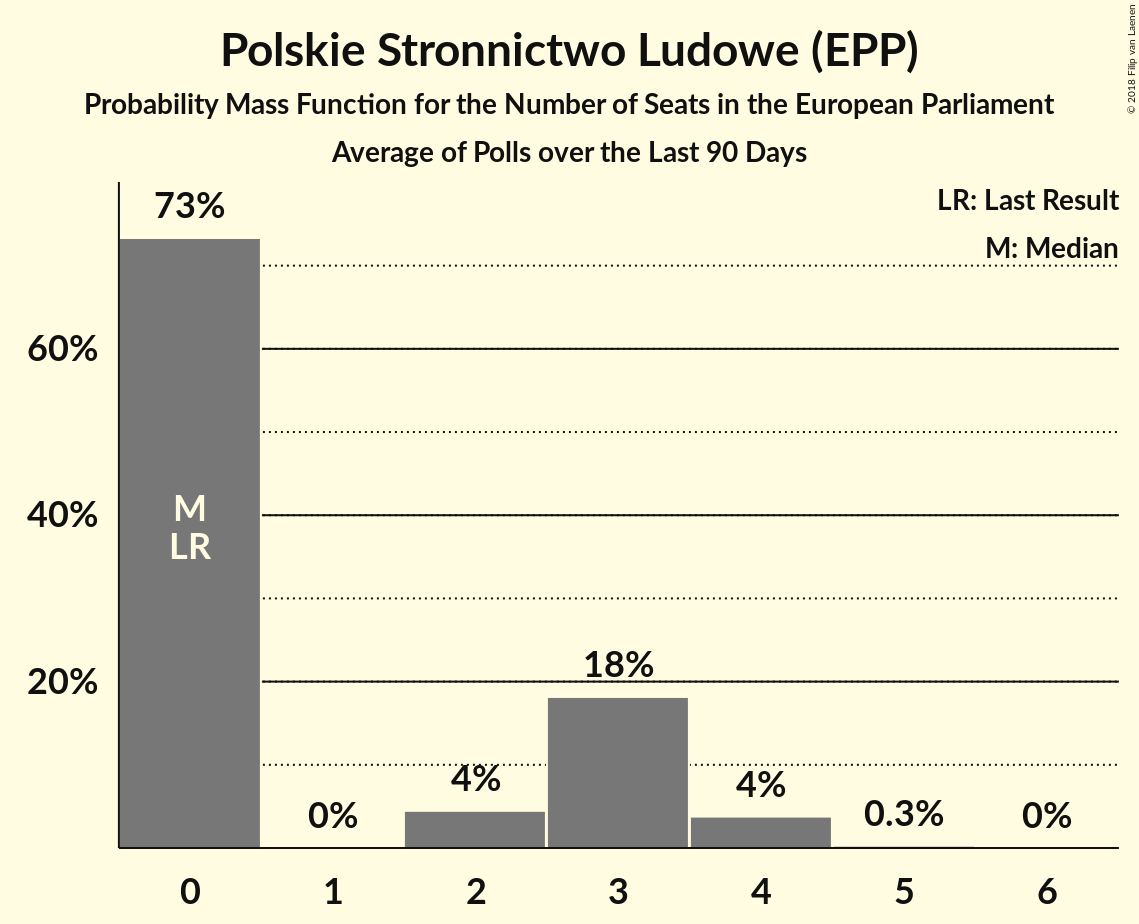 Polskie Stronnictwo Ludowe (EPP)
Probability Mass Function for the Number of Seats in the European Parliament
Average of Polls over the Last 90 Days
© 2018 Filip van Laenen
LR: Last Result
M: Median
73%
60%
40%
20%
M
LR
0%
4%
18%
4%
0.3%
0%
0 1 2 3 4 5 6